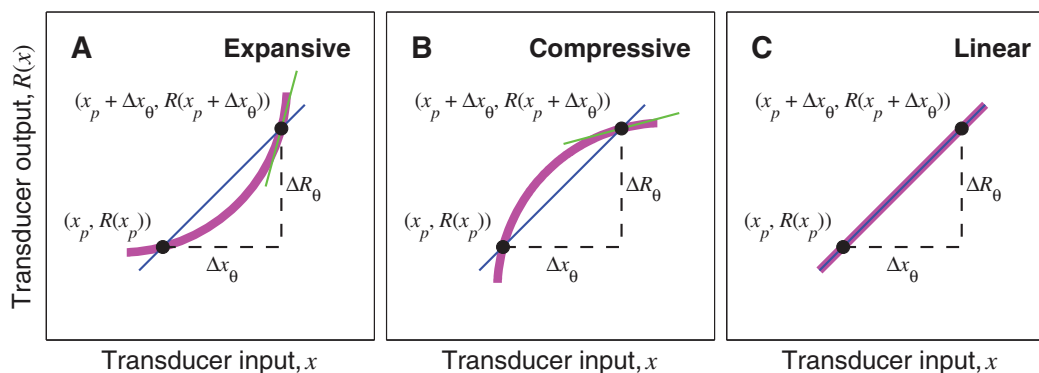 Transducer output, R(x)
A Expansive
(x_p + Δx_θ, R(x_p + Δx_θ))
(x_p, R(x_p))
ΔR_θ
Δx_θ
Transducer input, x
B Compressive
(x_p + Δx_θ, R(x_p + Δx_θ))
(x_p, R(x_p))
ΔR_θ
Δx_θ
Transducer input, x
C Linear
(x_p + Δx_θ, R(x_p + Δx_θ))
(x_p, R(x_p))
ΔR_θ
Δx_θ
Transducer input, x